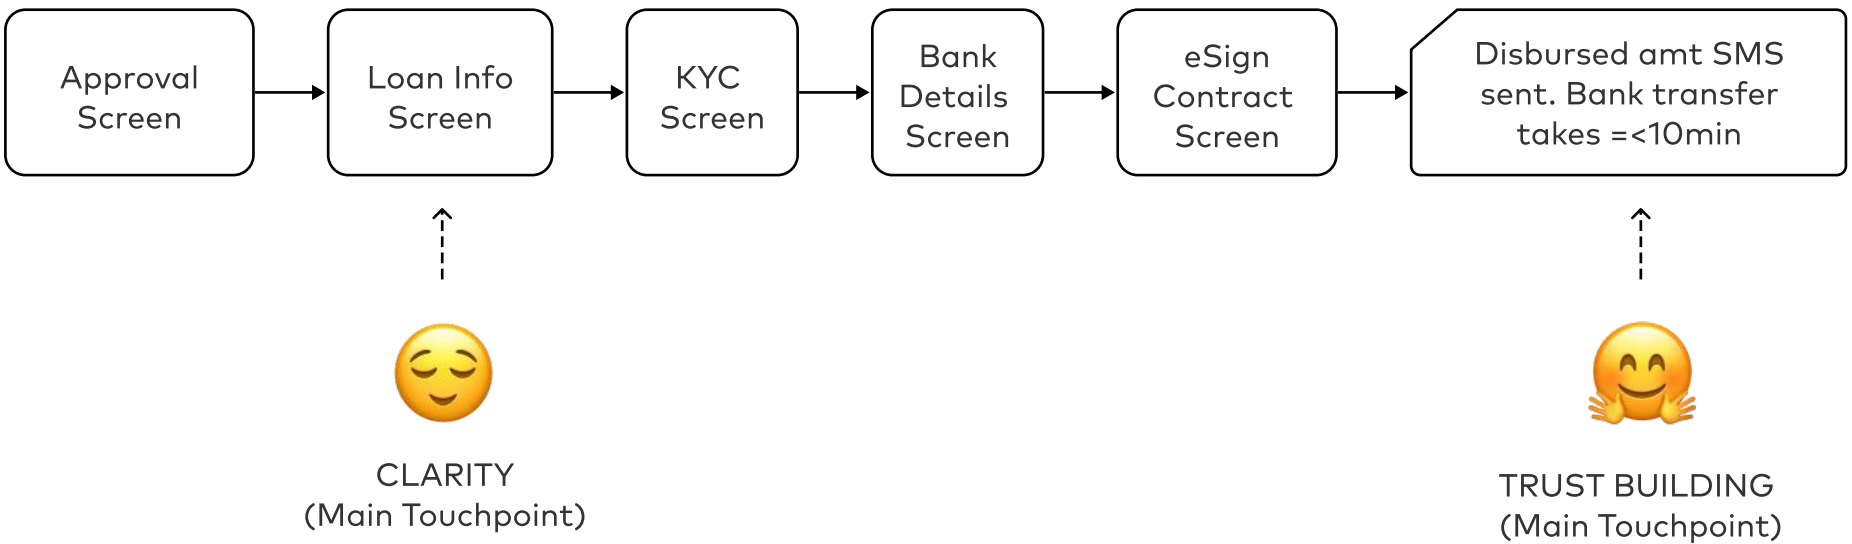 Approval
Screen
Loan Info
Screen
KYC
Screen
Bank
Details
Screen
eSign
Contract
Screen
Disbursed amt SMS
sent. Bank transfer
takes =<10min
CLARITY
(Main Touchpoint)
TRUST BUILDING
(Main Touchpoint)